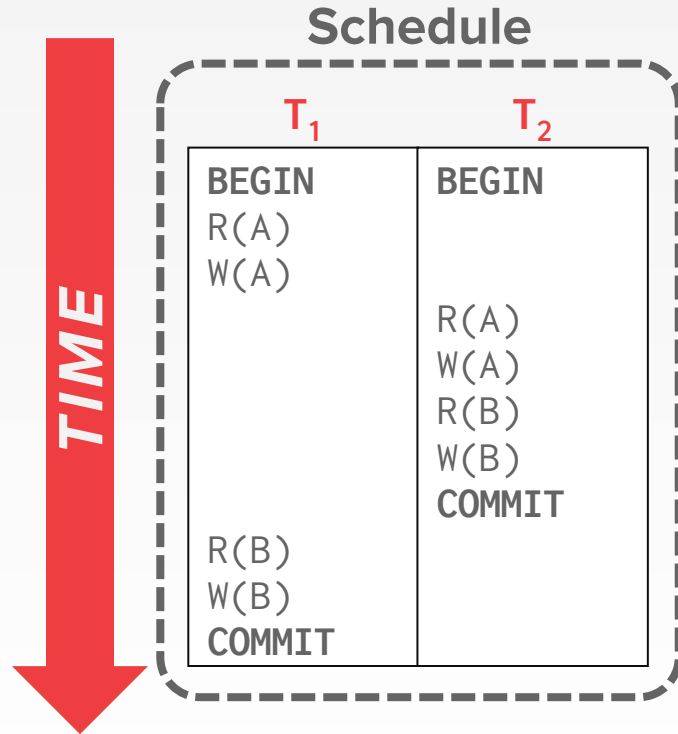 Schedule
TIME
T1 T2
BEGIN BEGIN
R(A)
W(A)
R(A)
W(A)
R(B)
W(B)
COMMIT
R(B)
W(B)
COMMIT